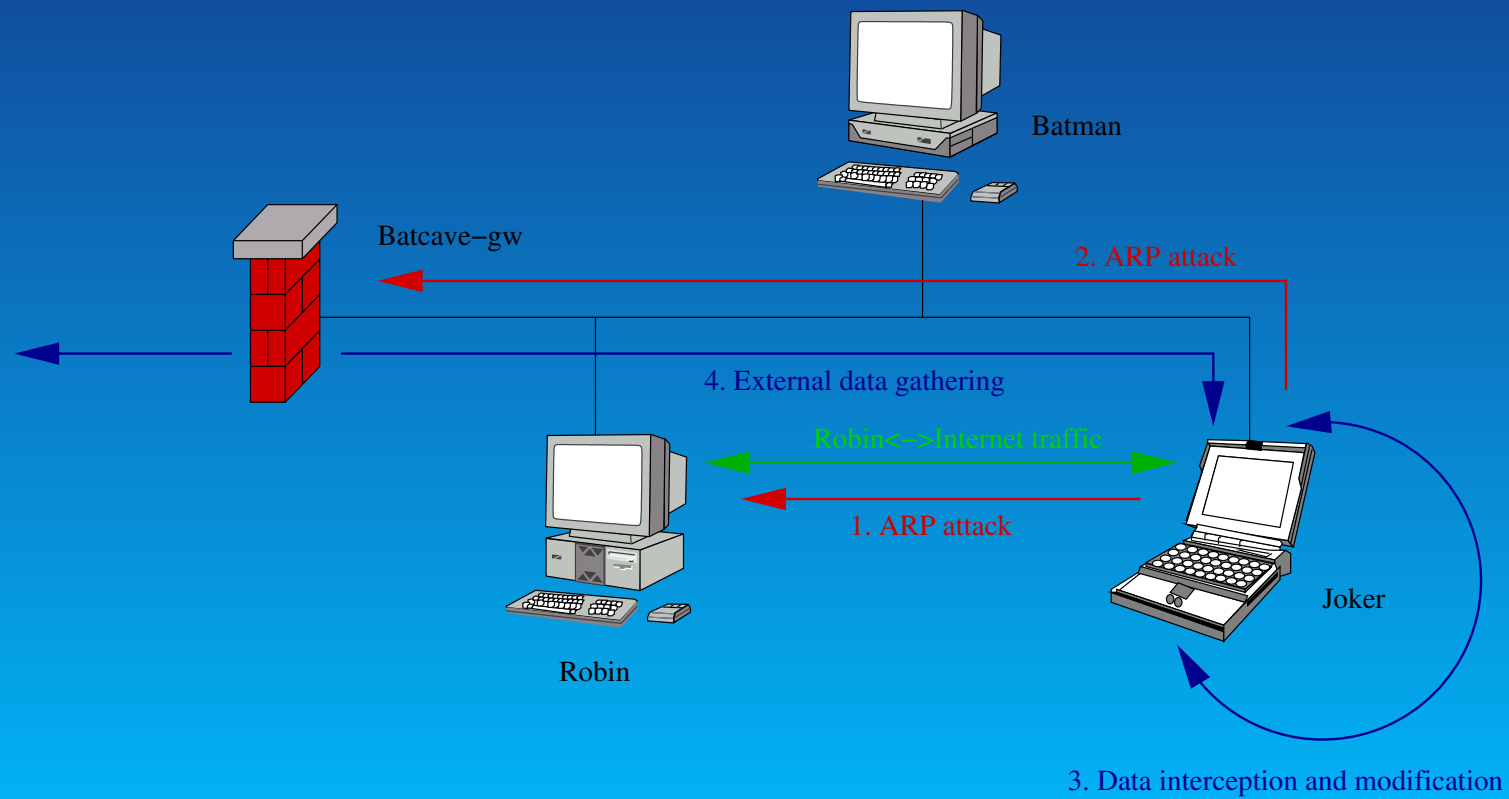 Batman
Batcave−gw
2. ARP attack
4. External data gathering
Robin<−>Internet traffic
1. ARP attack
Joker
Robin
3. Data interception and modification